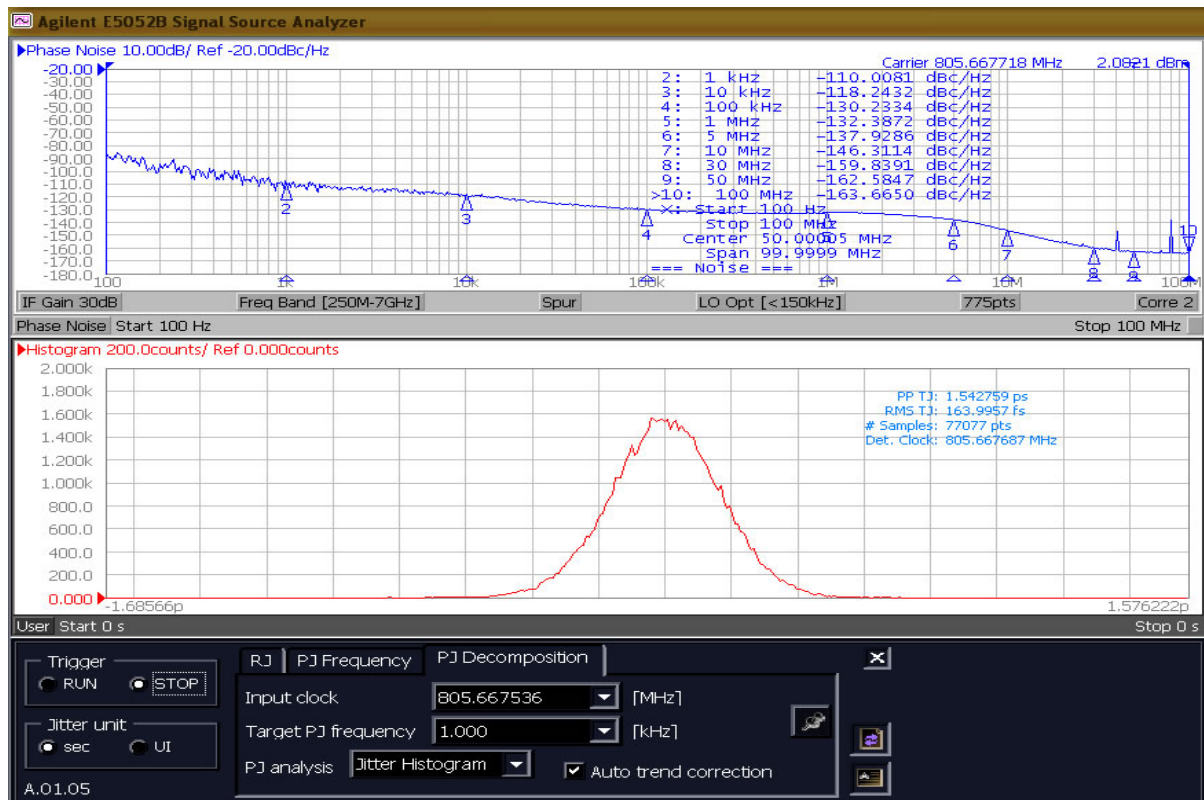 Agilent E5052B Signal Source Analyzer
▶Phase Noise 10.00dB/ Ref -20.00dBc/Hz
Carrier 805.667718 MHz 2.0821 dBm
-20.00
-30.00
-40.00
-50.00
-60.00
-70.00
-80.00
-90.00
-100.0
-110.0
-120.0
-130.0
-140.0
-150.0
-160.0
-170.0
-180.0
2: 1 kHz -110.0081 dBc/Hz
3: 10 kHz -118.2432 dBc/Hz
4: 100 kHz -130.2334 dBc/Hz
5: 1 MHz -132.3872 dBc/Hz
6: 5 MHz -137.9286 dBc/Hz
7: 10 MHz -146.3114 dBc/Hz
8: 30 MHz -159.8391 dBc/Hz
9: 50 MHz -162.5847 dBc/Hz
>10: 100 MHz -163.6650 dBc/Hz
X: Start 100 Hz
Stop 100 MHz
Center 50.00005 MHz
Span 99.9999 MHz
=== Noise ===
2 3 4 5 6 7 8 9 10
100 1k 10k 100k 1M 10M 100M
IF Gain 30dB Freq Band [250M-7GHz] Spur LO Opt [<150kHz] 775pts Corre 2
Phase Noise Start 100 Hz Stop 100 MHz
▶Histogram 200.0counts/ Ref 0.000counts
2.000k
1.800k
1.600k
1.400k
1.200k
1.000k
800.0
600.0
400.0
200.0
0.000
PP TJ: 1.542759 ps
RMS TJ: 163.9957 fs
# Samples: 77077 pts
Det. Clock: 805.667687 MHz
-1.68566p 1.576222p
User Start 0 s Stop 0 s
Trigger
RUN STOP
Jitter unit
sec UI
A.01.05
RJ PJ Frequency PJ Decomposition
Input clock 805.667536 [MHz]
Target PJ frequency 1.000 [kHz]
PJ analysis Jitter Histogram Auto trend correction